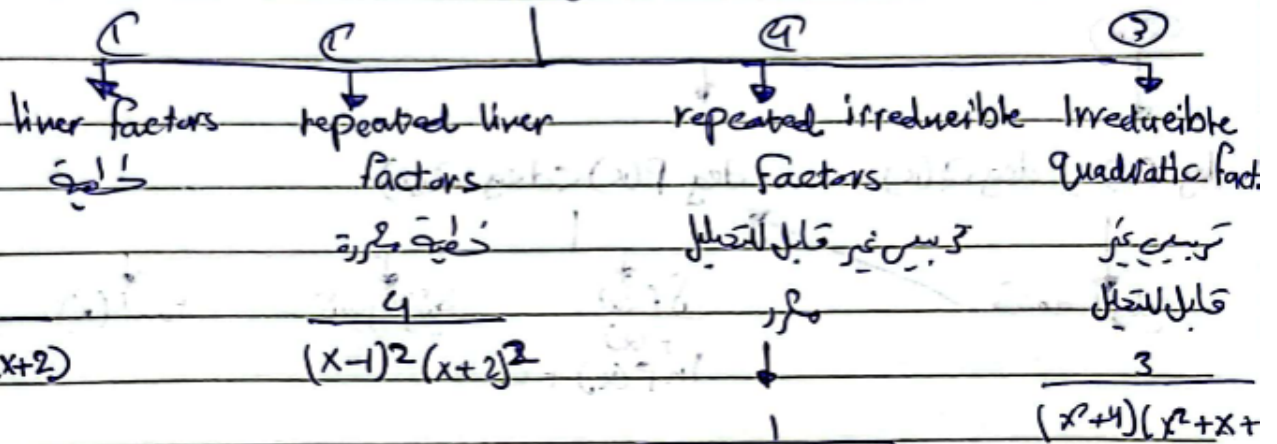 ① ② ④ ③
liner factors repeated liner repeated irreducible Irreducible
خطية factors Factors Quadratic fact.
خطية مكررة تربيعي غير قابل للتحليل تربيعي غير
4 مكرر قابل للتحليل
x+2) (x-1)² (x+2)² 3
1 (x²+4)(x²+x+